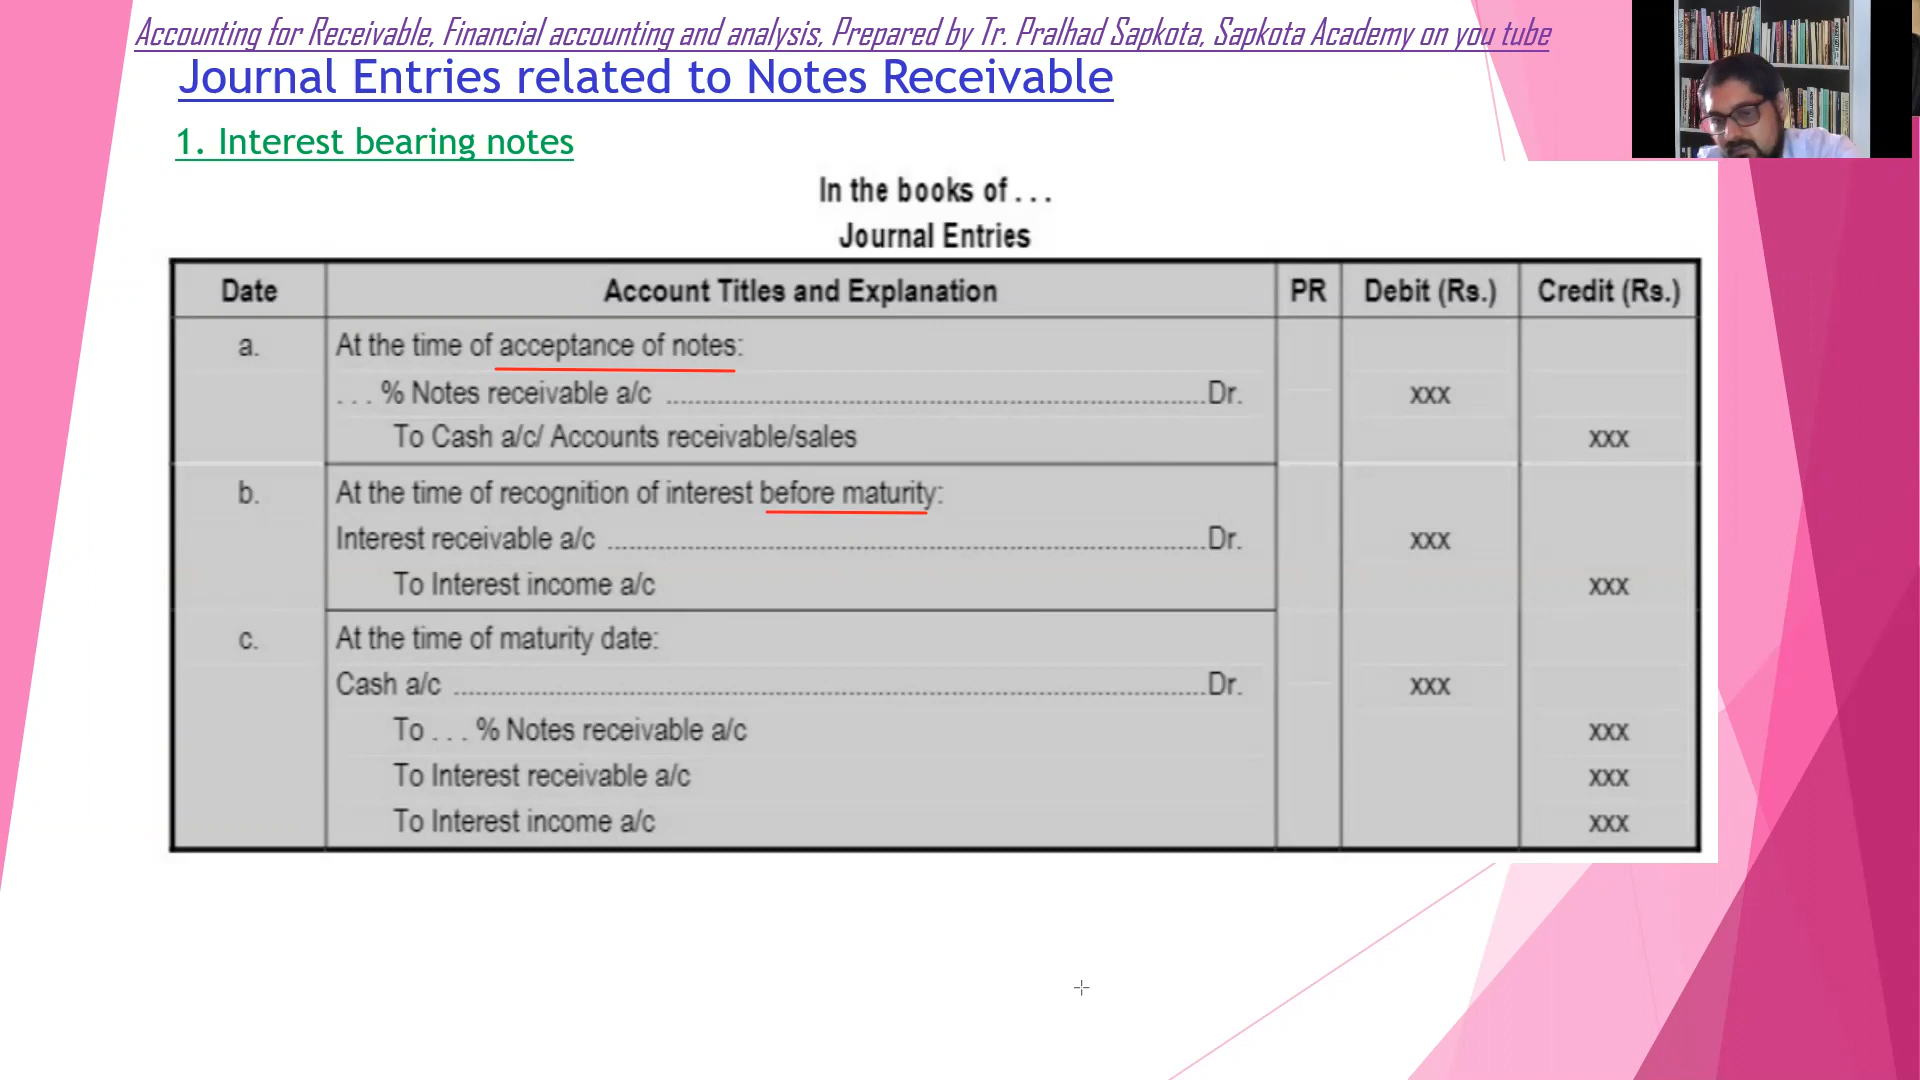 Accounting for Receivable, Financial accounting and analysis, Prepared by Tr. Pralhad Sapkota, Sapkota Academy on you tube
Journal Entries related to Notes Receivable
1. Interest bearing notes
In the books of . . .
Journal Entries
Date Account Titles and Explanation PR Debit (Rs.) Credit (Rs.)
a. At the time of acceptance of notes:
. . . % Notes receivable a/c ........................................Dr. xxx
To Cash a/c/ Accounts receivable/sales xxx
b. At the time of recognition of interest before maturity:
Interest receivable a/c ........................................Dr. xxx
To Interest income a/c xxx
c. At the time of maturity date:
Cash a/c ........................................Dr. xxx
To . . . % Notes receivable a/c xxx
To Interest receivable a/c xxx
To Interest income a/c xxx